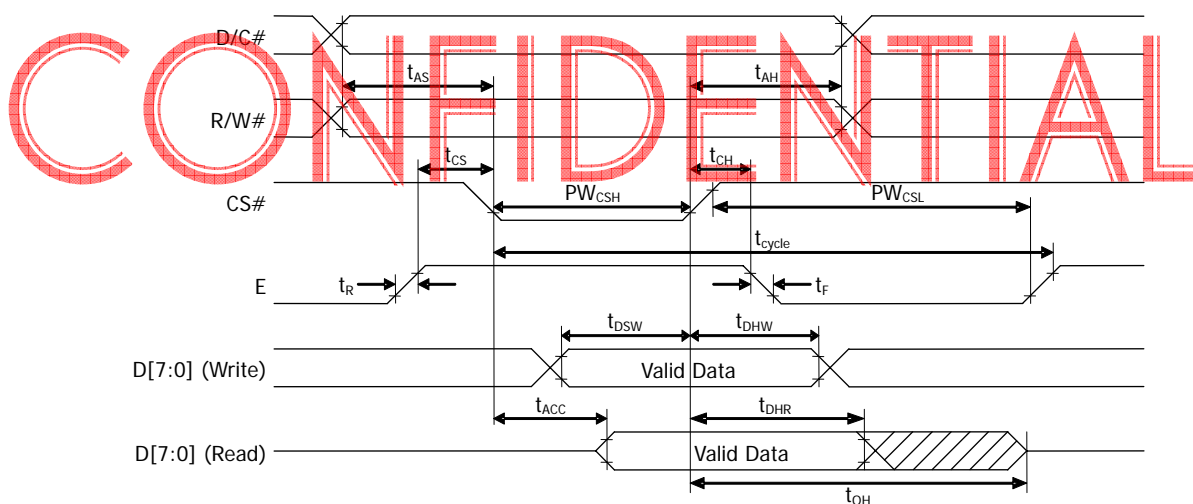 CONFIDENTIAL
D/C#
tAS tAH
R/W#
tCS tCH
CS# PWCSH PWCSL
tcycle
E tR tF
tDSW tDHW
D[7:0] (Write) Valid Data
tACC tDHR
D[7:0] (Read) Valid Data
tOH